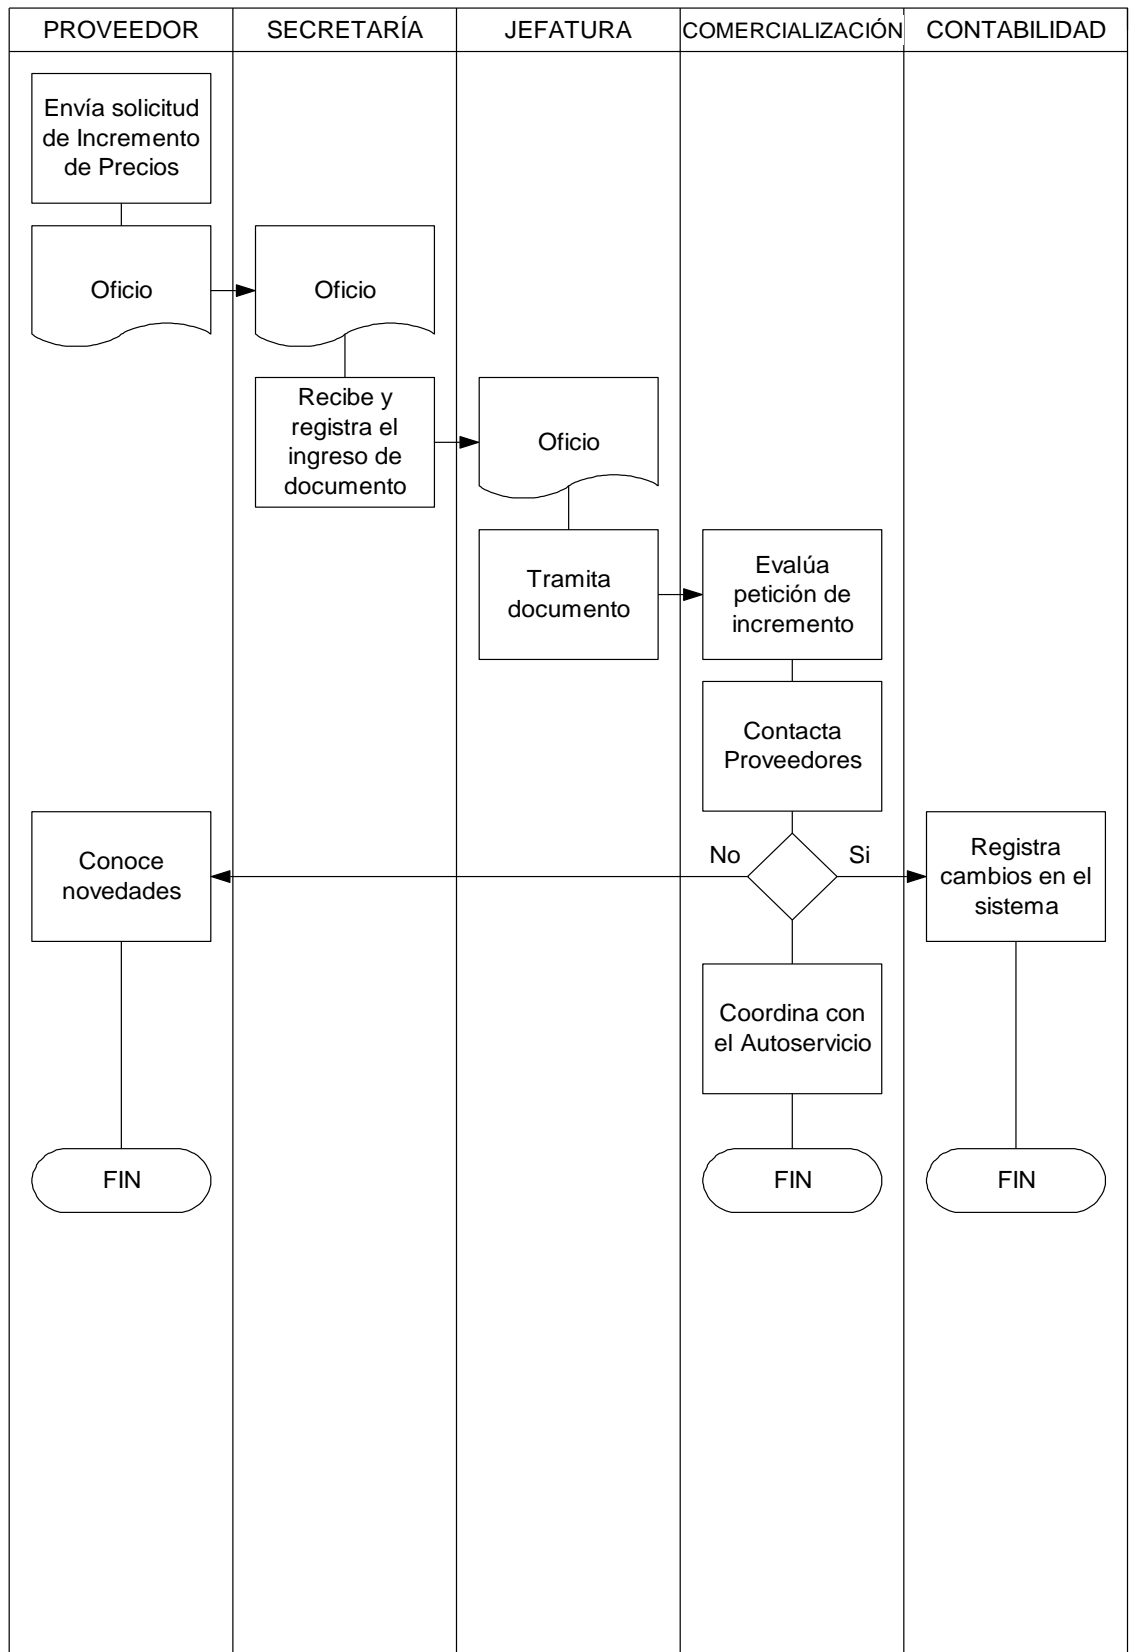 PROVEEDOR
SECRETARÍA
JEFATURA
COMERCIALIZACIÓN
CONTABILIDAD
Envía solicitud
de Incremento
de Precios
Oficio
Oficio
Recibe y
registra el
ingreso de
documento
Oficio
Tramita
documento
Evalúa
petición de
incremento
Contacta
Proveedores
No
Si
Conoce
novedades
Registra
cambios en el
sistema
Coordina con
el Autoservicio
FIN
FIN
FIN